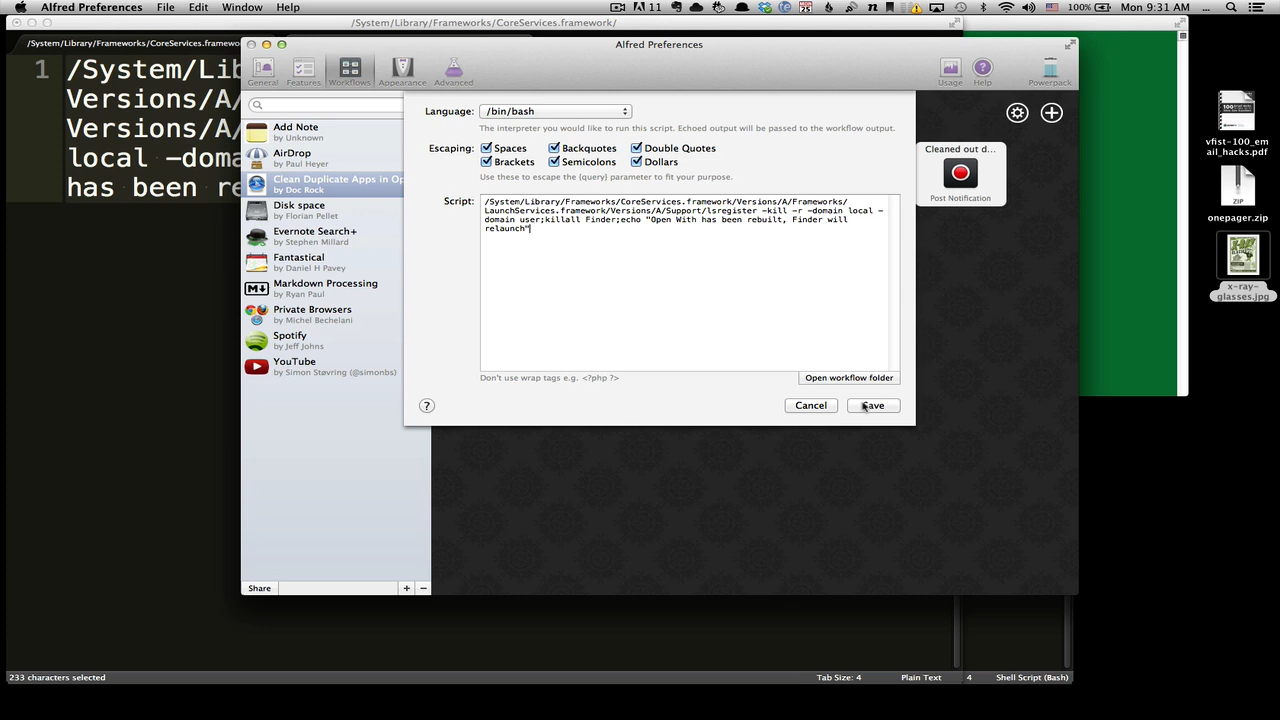 Alfred Preferences File Edit Window Help
11
MON 25
100% Mon 9:31 AM ...
/System/Library/Frameworks/CoreServices.framework/
/System/Library/Frameworks/CoreServices.framewo
1 /System/Lib
Versions/A/
Versions/A/
local -doma
has been re
Alfred Preferences
General Features Workflows Appearance Advanced Usage Help Powerpack
Add Note
by Unknown
AirDrop
by Paul Heyer
Clean Duplicate Apps in Op
by Doc Rock
Disk space
by Florian Pellet
Evernote Search+
by Stephen Millard
Fantastical
by Daniel H Pavey
Markdown Processing
by Ryan Paul
Private Browsers
by Michel Bechelani
Spotify
by Jeff Johns
YouTube
by Simon Støvring (@simonbs)
Share + −
Language: /bin/bash
The interpreter you would like to run this script. Echoed output will be passed to the workflow output.
Escaping: Spaces Backquotes Double Quotes
Brackets Semicolons Dollars
Use these to escape the {query} parameter to fit your purpose.
Script: /System/Library/Frameworks/CoreServices.framework/Versions/A/Frameworks/
LaunchServices.framework/Versions/A/Support/lsregister -kill -r -domain local -
domain user;killall Finder;echo "Open With has been rebuilt, Finder will
relaunch"
Don't use wrap tags e.g. <?php ?>
Open workflow folder
? Cancel Save
Cleaned out d...
Post Notification
vfist-100_em
ail_hacks.pdf
ZIP
onepager.zip
x-ray-
glasses.jpg
233 characters selected Tab Size: 4 Plain Text 4 Shell Script (Bash)